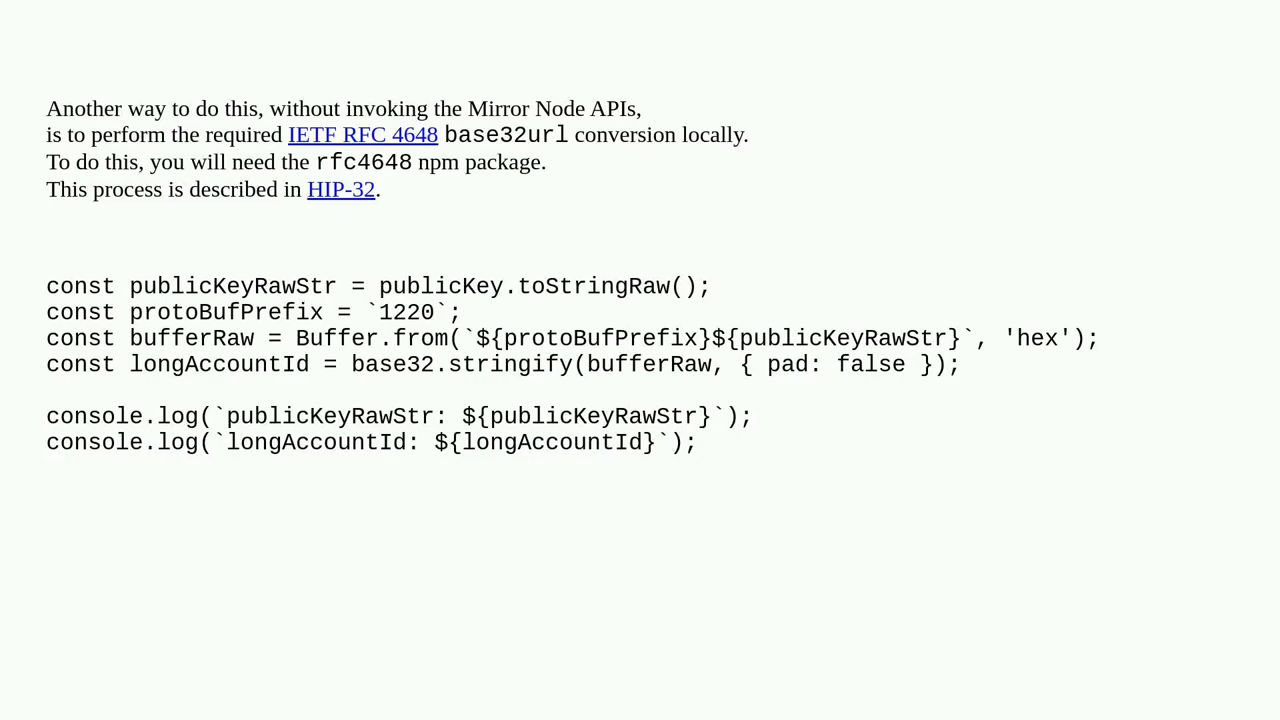 Another way to do this, without invoking the Mirror Node APIs,
is to perform the required IETF RFC 4648 base32url conversion locally.
To do this, you will need the rfc4648 npm package.
This process is described in HIP-32.
const publicKeyRawStr = publicKey.toStringRaw();
const protoBufPrefix = `1220`;
const bufferRaw = Buffer.from(`${protoBufPrefix}${publicKeyRawStr}`, 'hex');
const longAccountId = base32.stringify(bufferRaw, { pad: false });
console.log(`publicKeyRawStr: ${publicKeyRawStr}`);
console.log(`longAccountId: ${longAccountId}`);